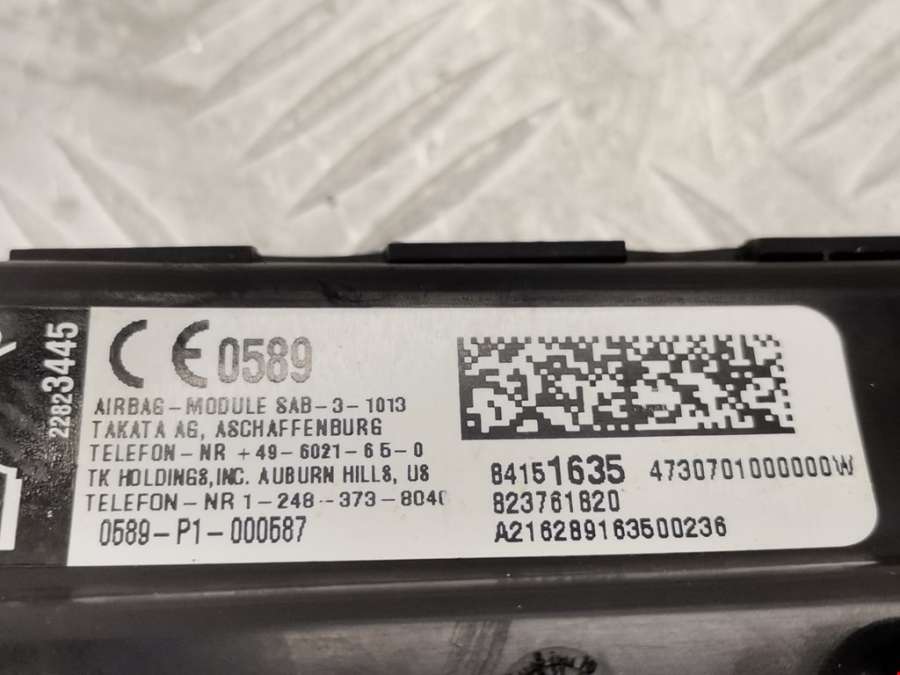 22823445
CE 0589
AIRBAG-MODULE SAB-3-1013
TAKATA AG, ASCHAFFENBURG
TELEFON-NR +49-6021-65-0
TK HOLDINGS,INC. AUBURN HILLS, US
TELEFON-NR 1-248-373-8040
0589-P1-000587
84151635 4730701000000W
823761820
A216289163500236